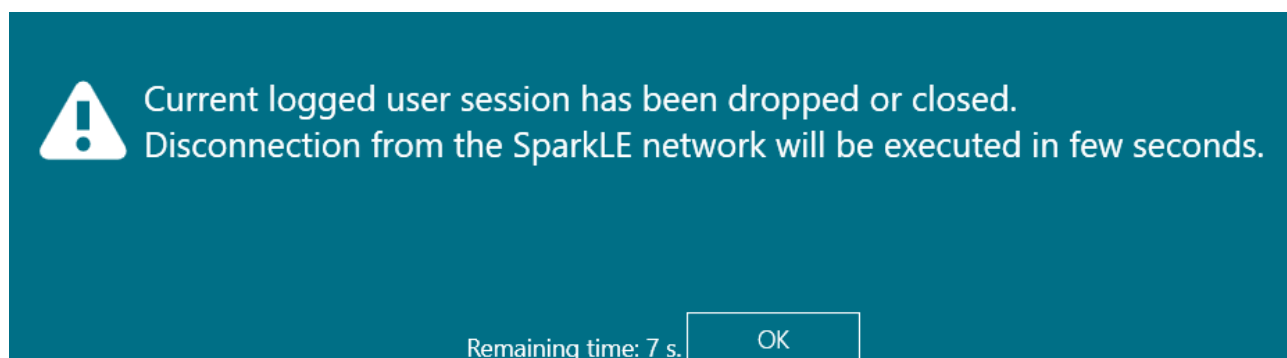 Current logged user session has been dropped or closed.
Disconnection from the SparkLE network will be executed in few seconds.
Remaining time: 7 s.
OK